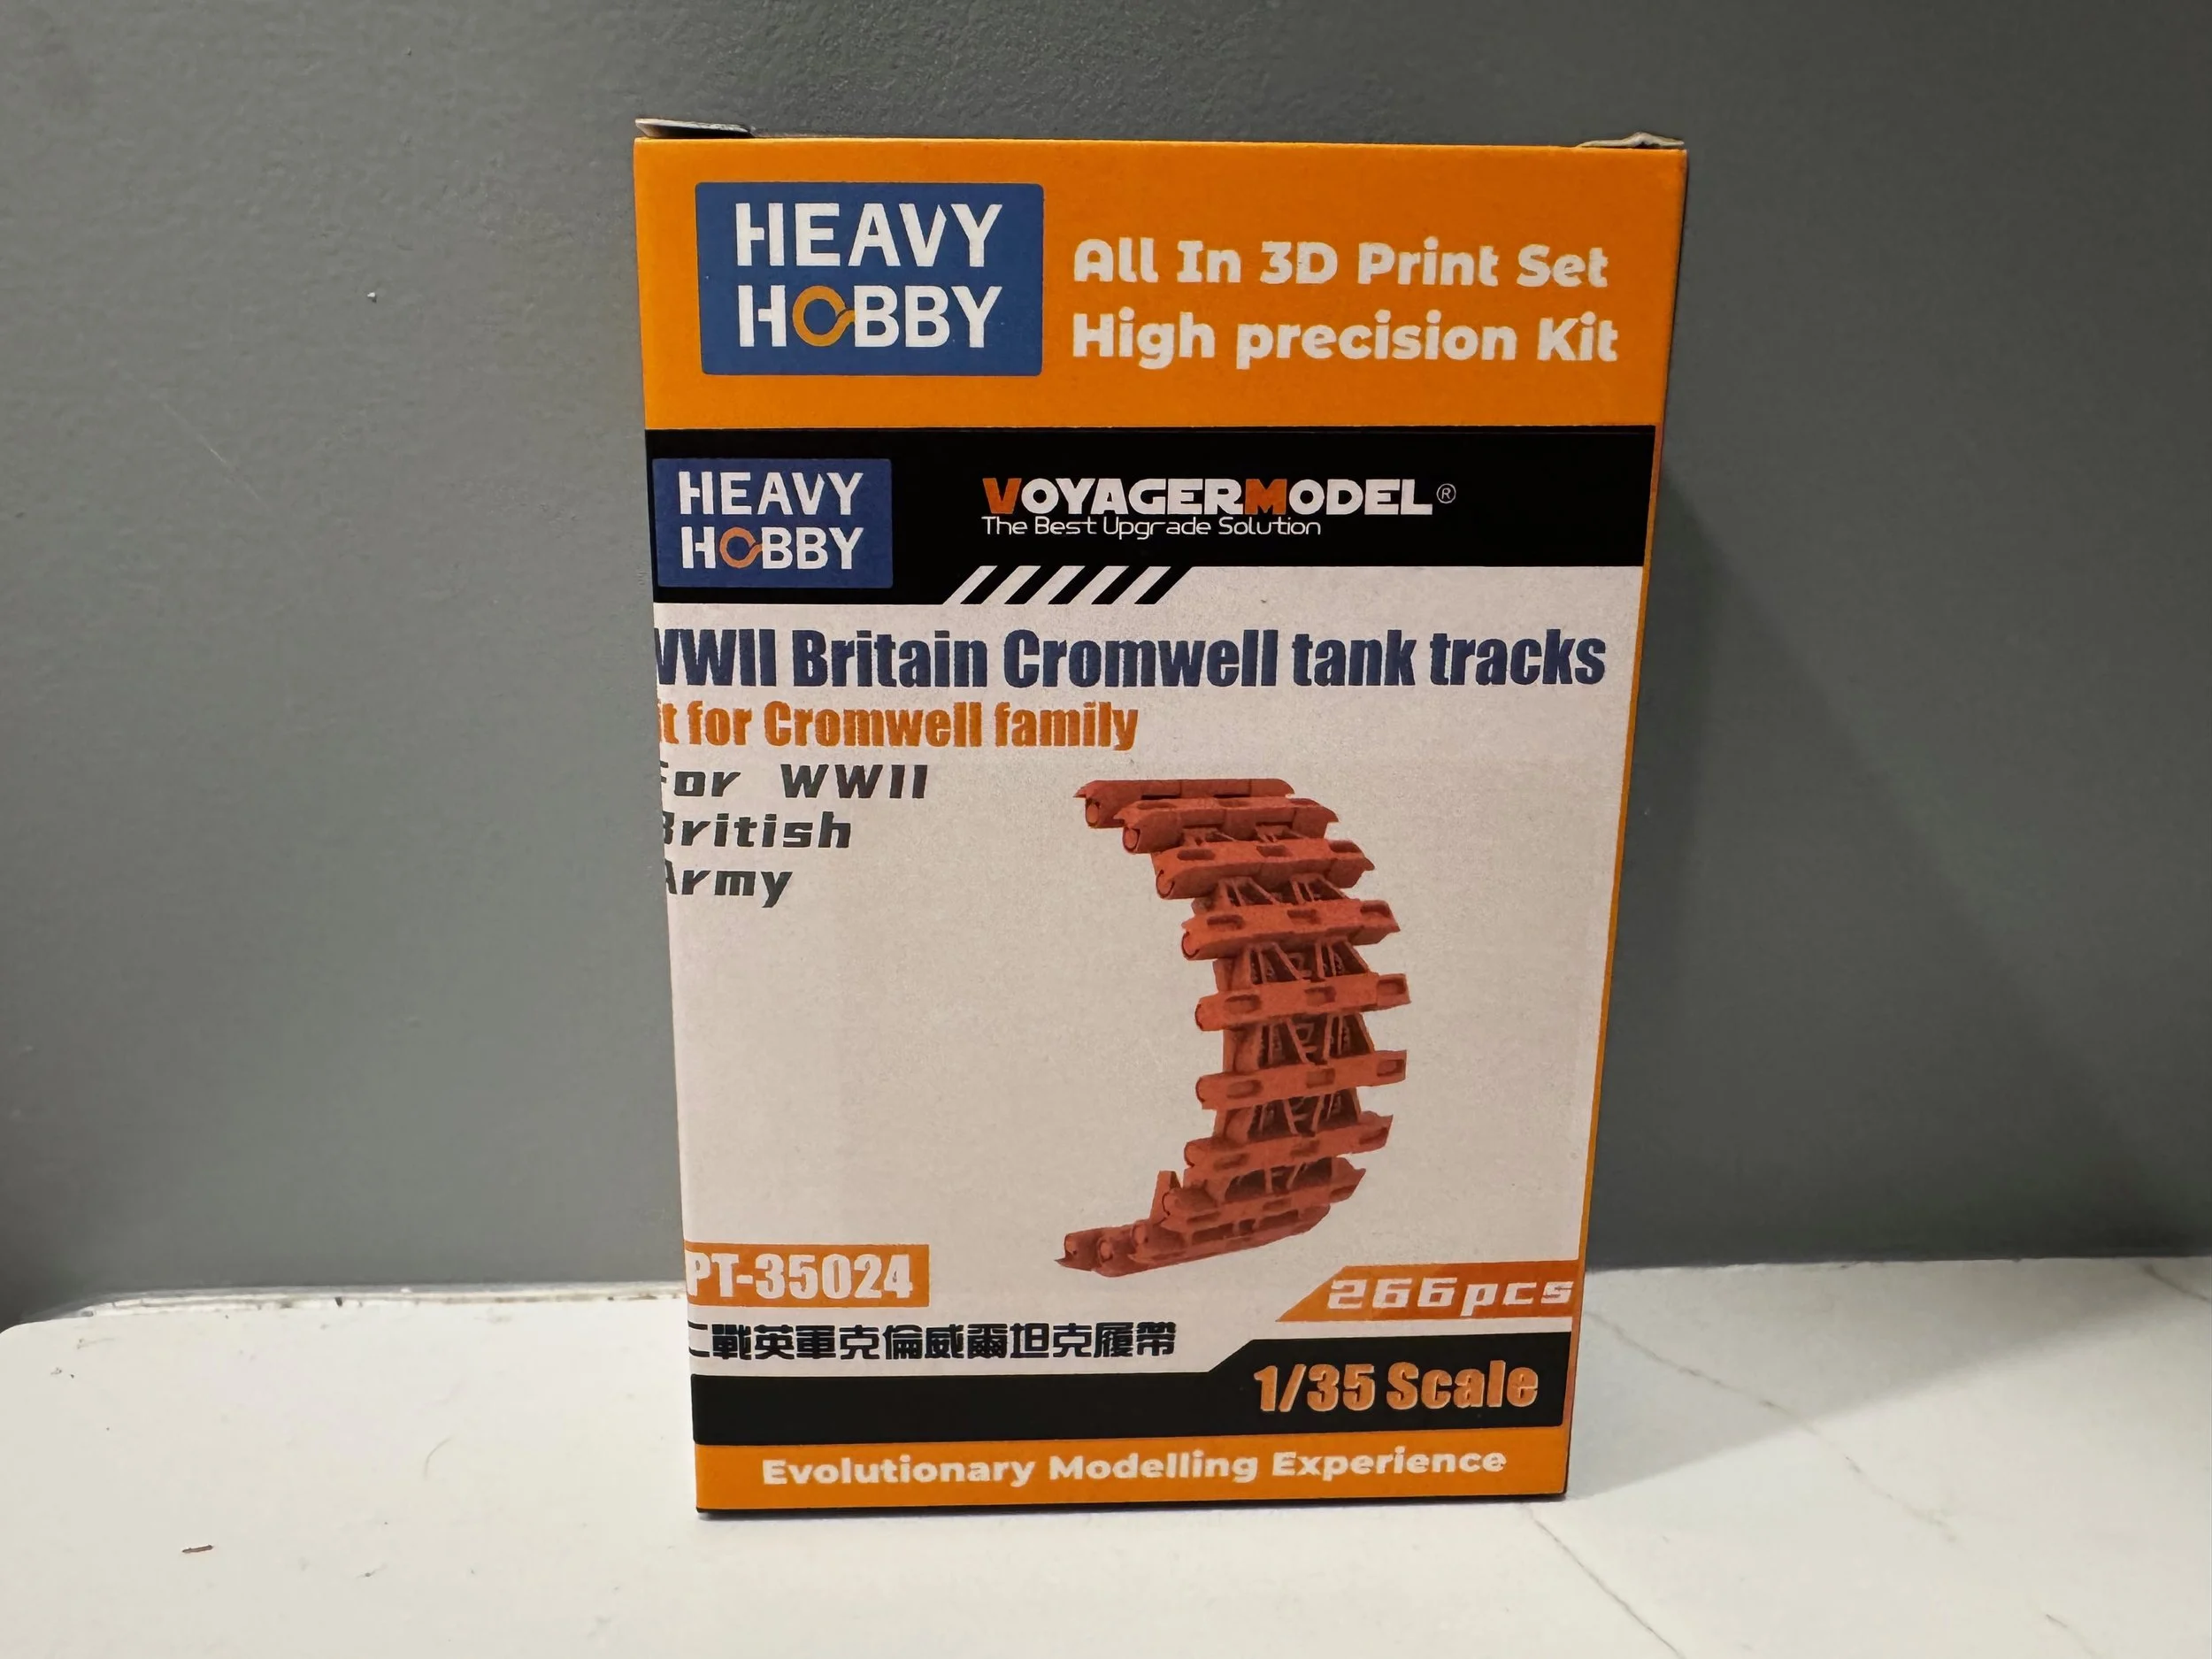 HEAVY
HOBBY
All In 3D Print Set
High precision Kit
HEAVY
HOBBY
VOYAGERMODEL®
The Best Upgrade Solution
WWII Britain Cromwell tank tracks
it for Cromwell family
For WWII
British
Army
PT-35024
266pcs
二戰英軍克倫威爾坦克履帶
1/35 Scale
Evolutionary Modelling Experience